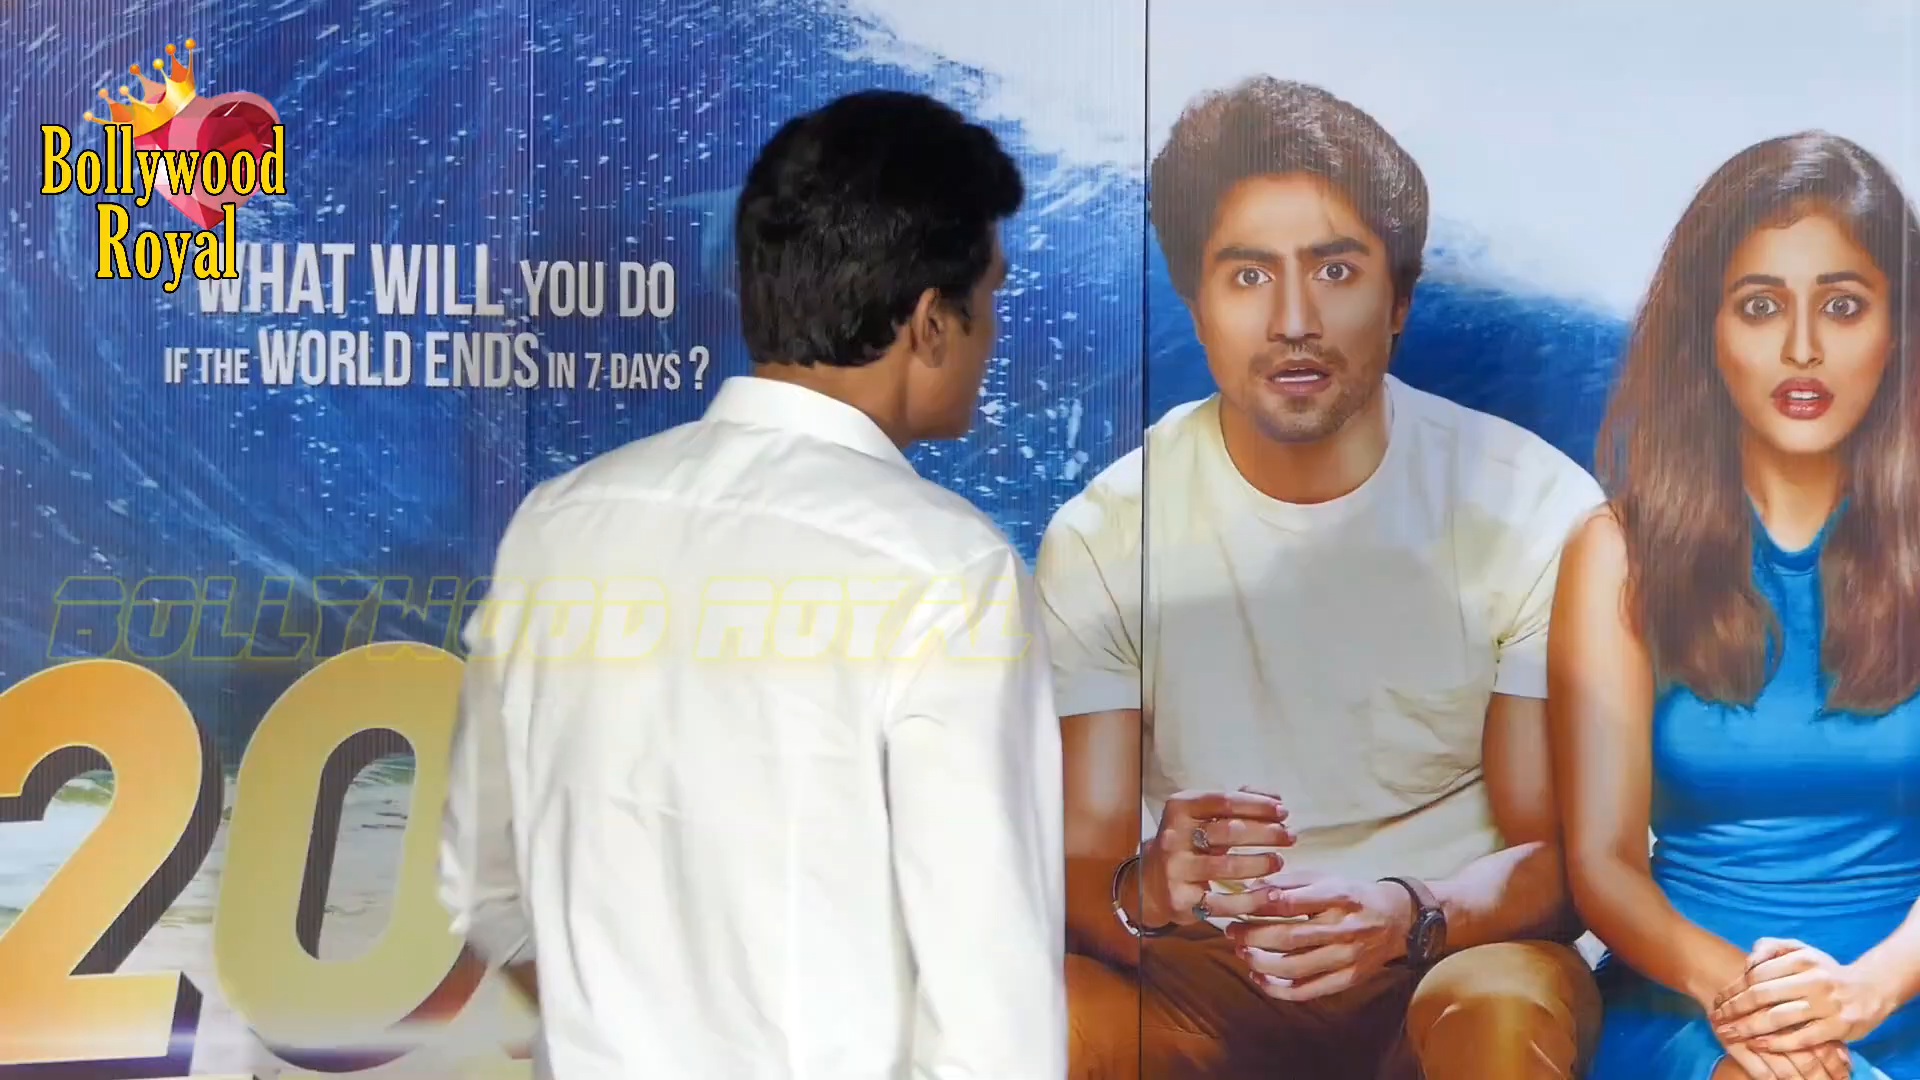 Bollywood
Royal
WHAT WILL YOU DO
IF THE WORLD ENDS IN 7 DAYS ?
BOLLYWOOD ROYAL
20